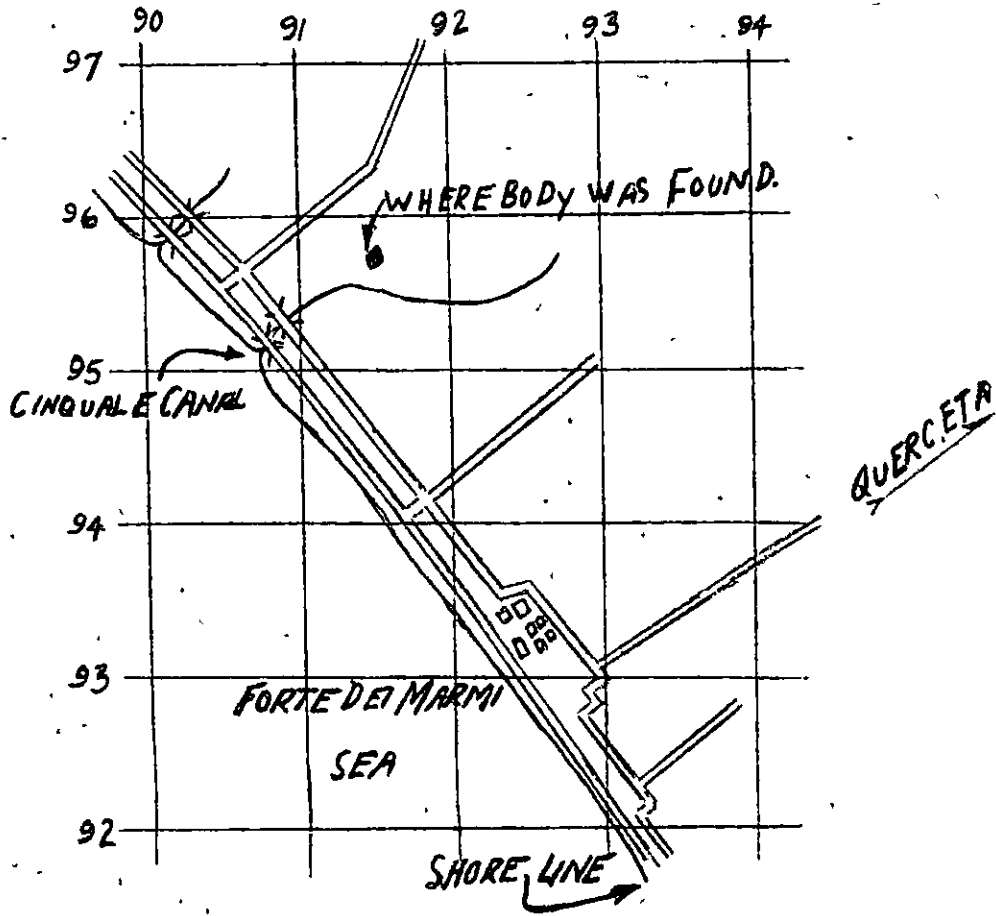 90 91 92 93 94
97
WHERE BODY WAS FOUND.
96
95
CINQUALE CANAL
QUERCETA
94
93
FORTE DEI MARMI
SEA
92
SHORE LINE